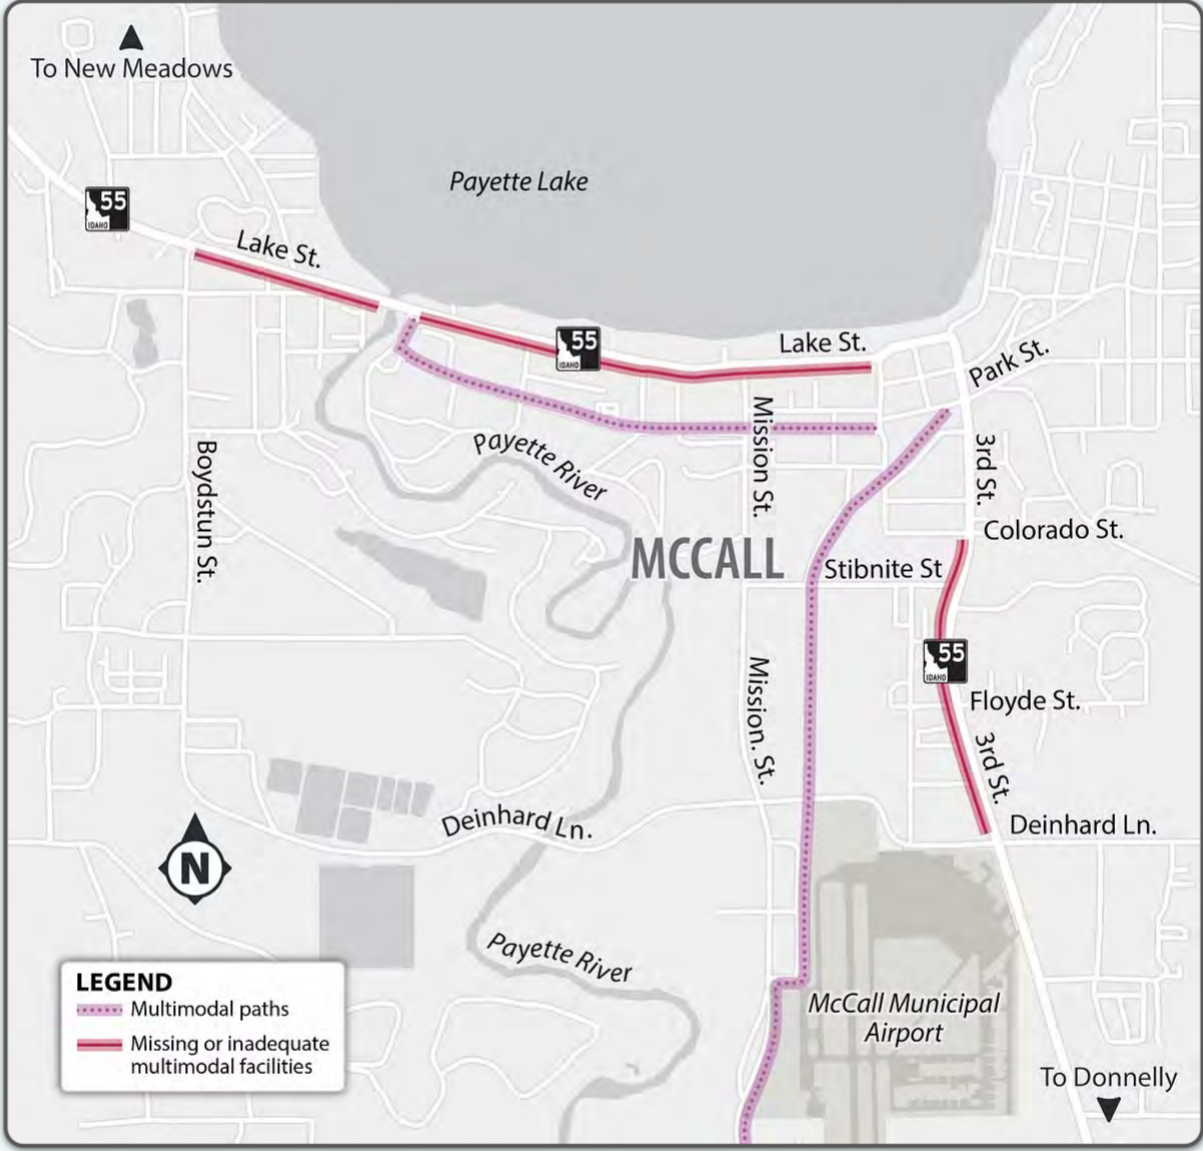 To New Meadows
Payette Lake
55
IDAHO
Lake St.
55
IDAHO
Lake St.
Park St.
Mission St.
3rd St.
Payette River
Boydstun St.
Colorado St.
MCCALL
Stibnite St
55
IDAHO
Mission. St.
Floyde St.
3rd St.
Deinhard Ln.
Deinhard Ln.
N
Payette River
LEGEND
Multimodal paths
Missing or inadequate
multimodal facilities
McCall Municipal
Airport
To Donnelly